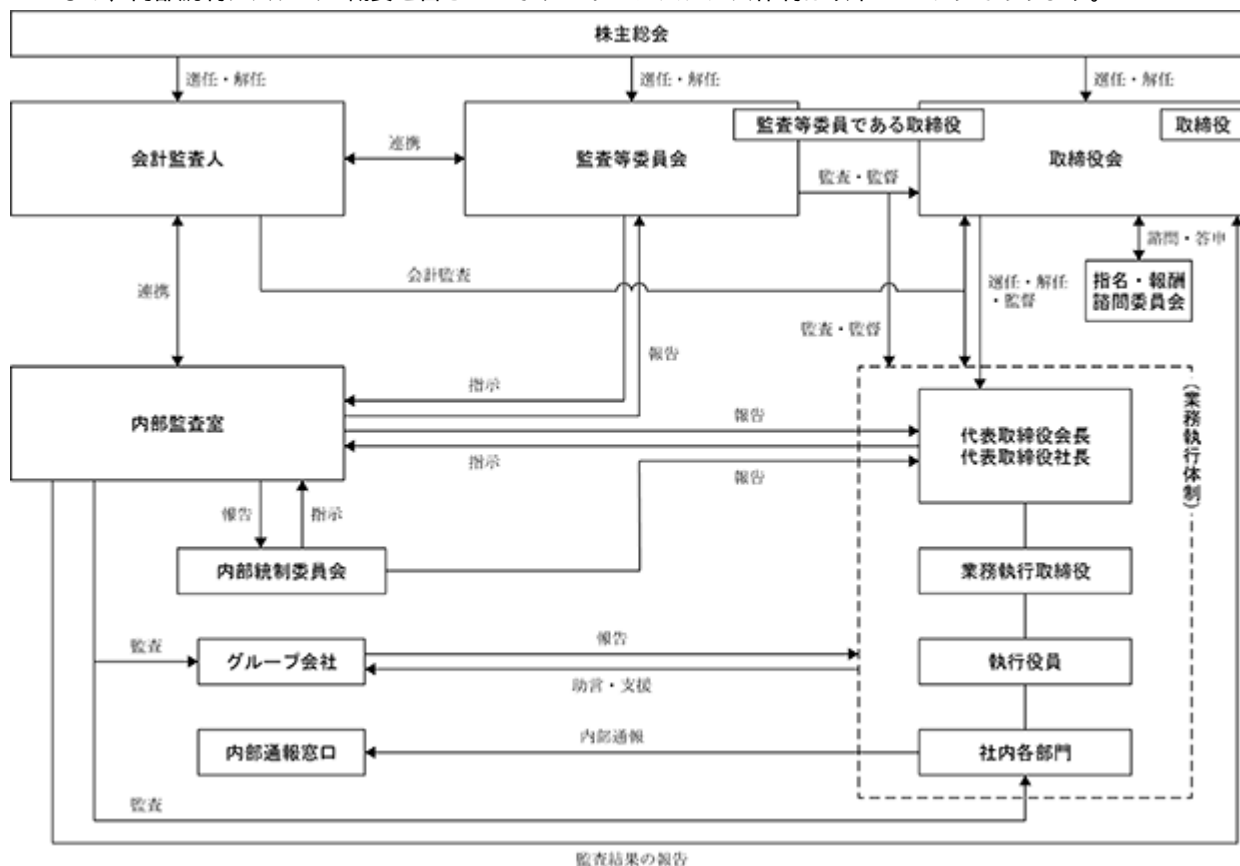 株主総会
選任・解任
選任・解任
選任・解任
監査等委員である取締役
取締役
会計監査人
連携
監査等委員会
取締役会
監査・監督
諮問・答申
会計監査
連携
選任・解任
・監督
指名・報酬
諮問委員会
監査・監督
報告
指示
(業務執行体制)
内部監査室
報告
代表取締役会長
代表取締役社長
指示
報告
報告
指示
内部統制委員会
業務執行取締役
監査
報告
グループ会社
執行役員
助言・支援
内部通報
内部通報窓口
社内各部門
監査
監査結果の報告